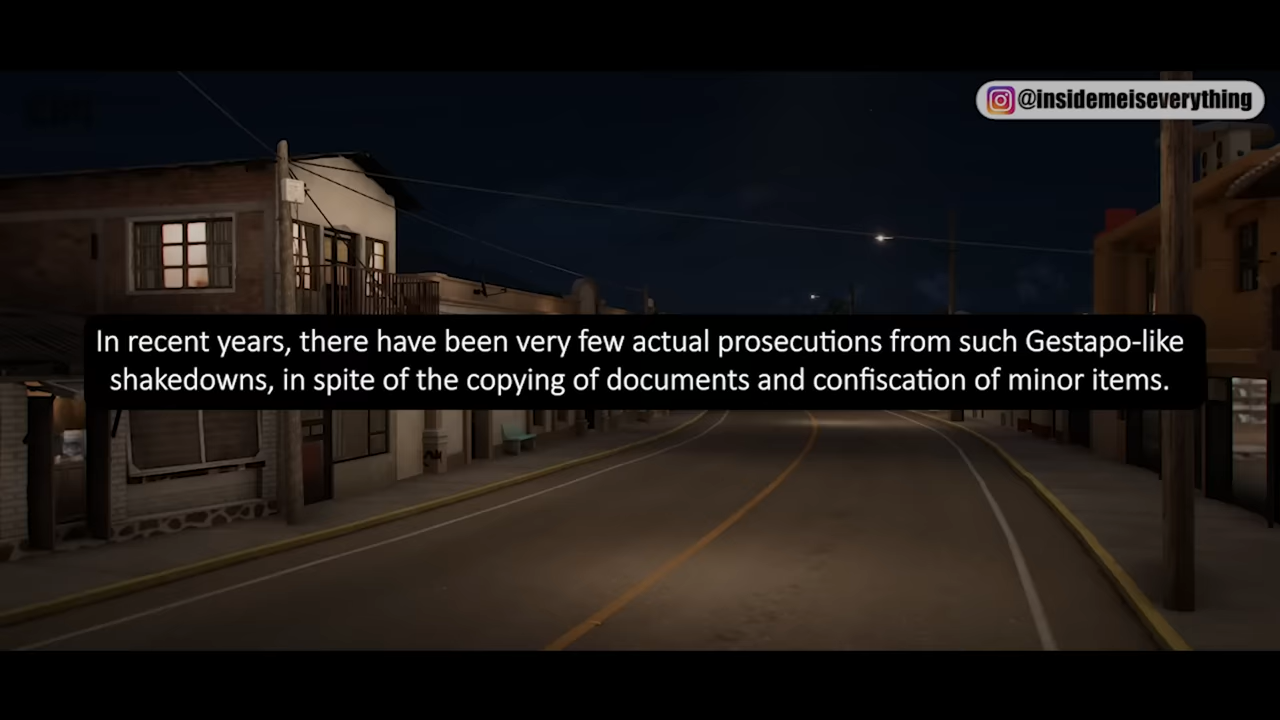 @insidemeiseverything
In recent years, there have been very few actual prosecutions from such Gestapo-like
shakedowns, in spite of the copying of documents and confiscation of minor items.